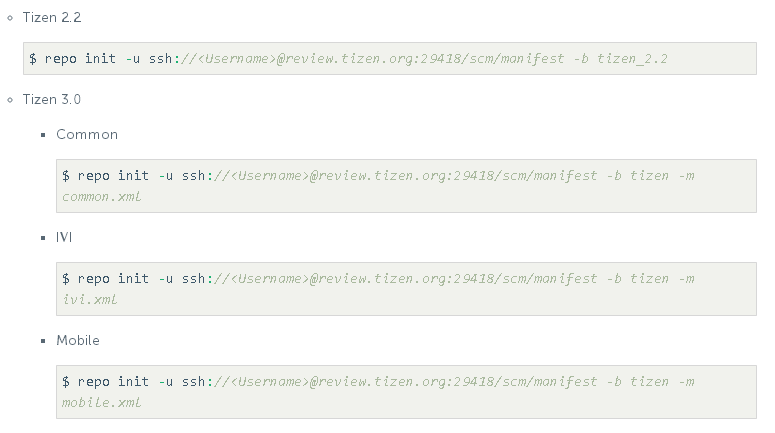 Tizen 2.2
$ repo init -u ssh://<Username>@review.tizen.org:29418/scm/manifest -b tizen_2.2
Tizen 3.0
Common
$ repo init -u ssh://<Username>@review.tizen.org:29418/scm/manifest -b tizen -m
common.xml
IVI
$ repo init -u ssh://<Username>@review.tizen.org:29418/scm/manifest -b tizen -m
ivi.xml
Mobile
$ repo init -u ssh://<Username>@review.tizen.org:29418/scm/manifest -b tizen -m
mobile.xml